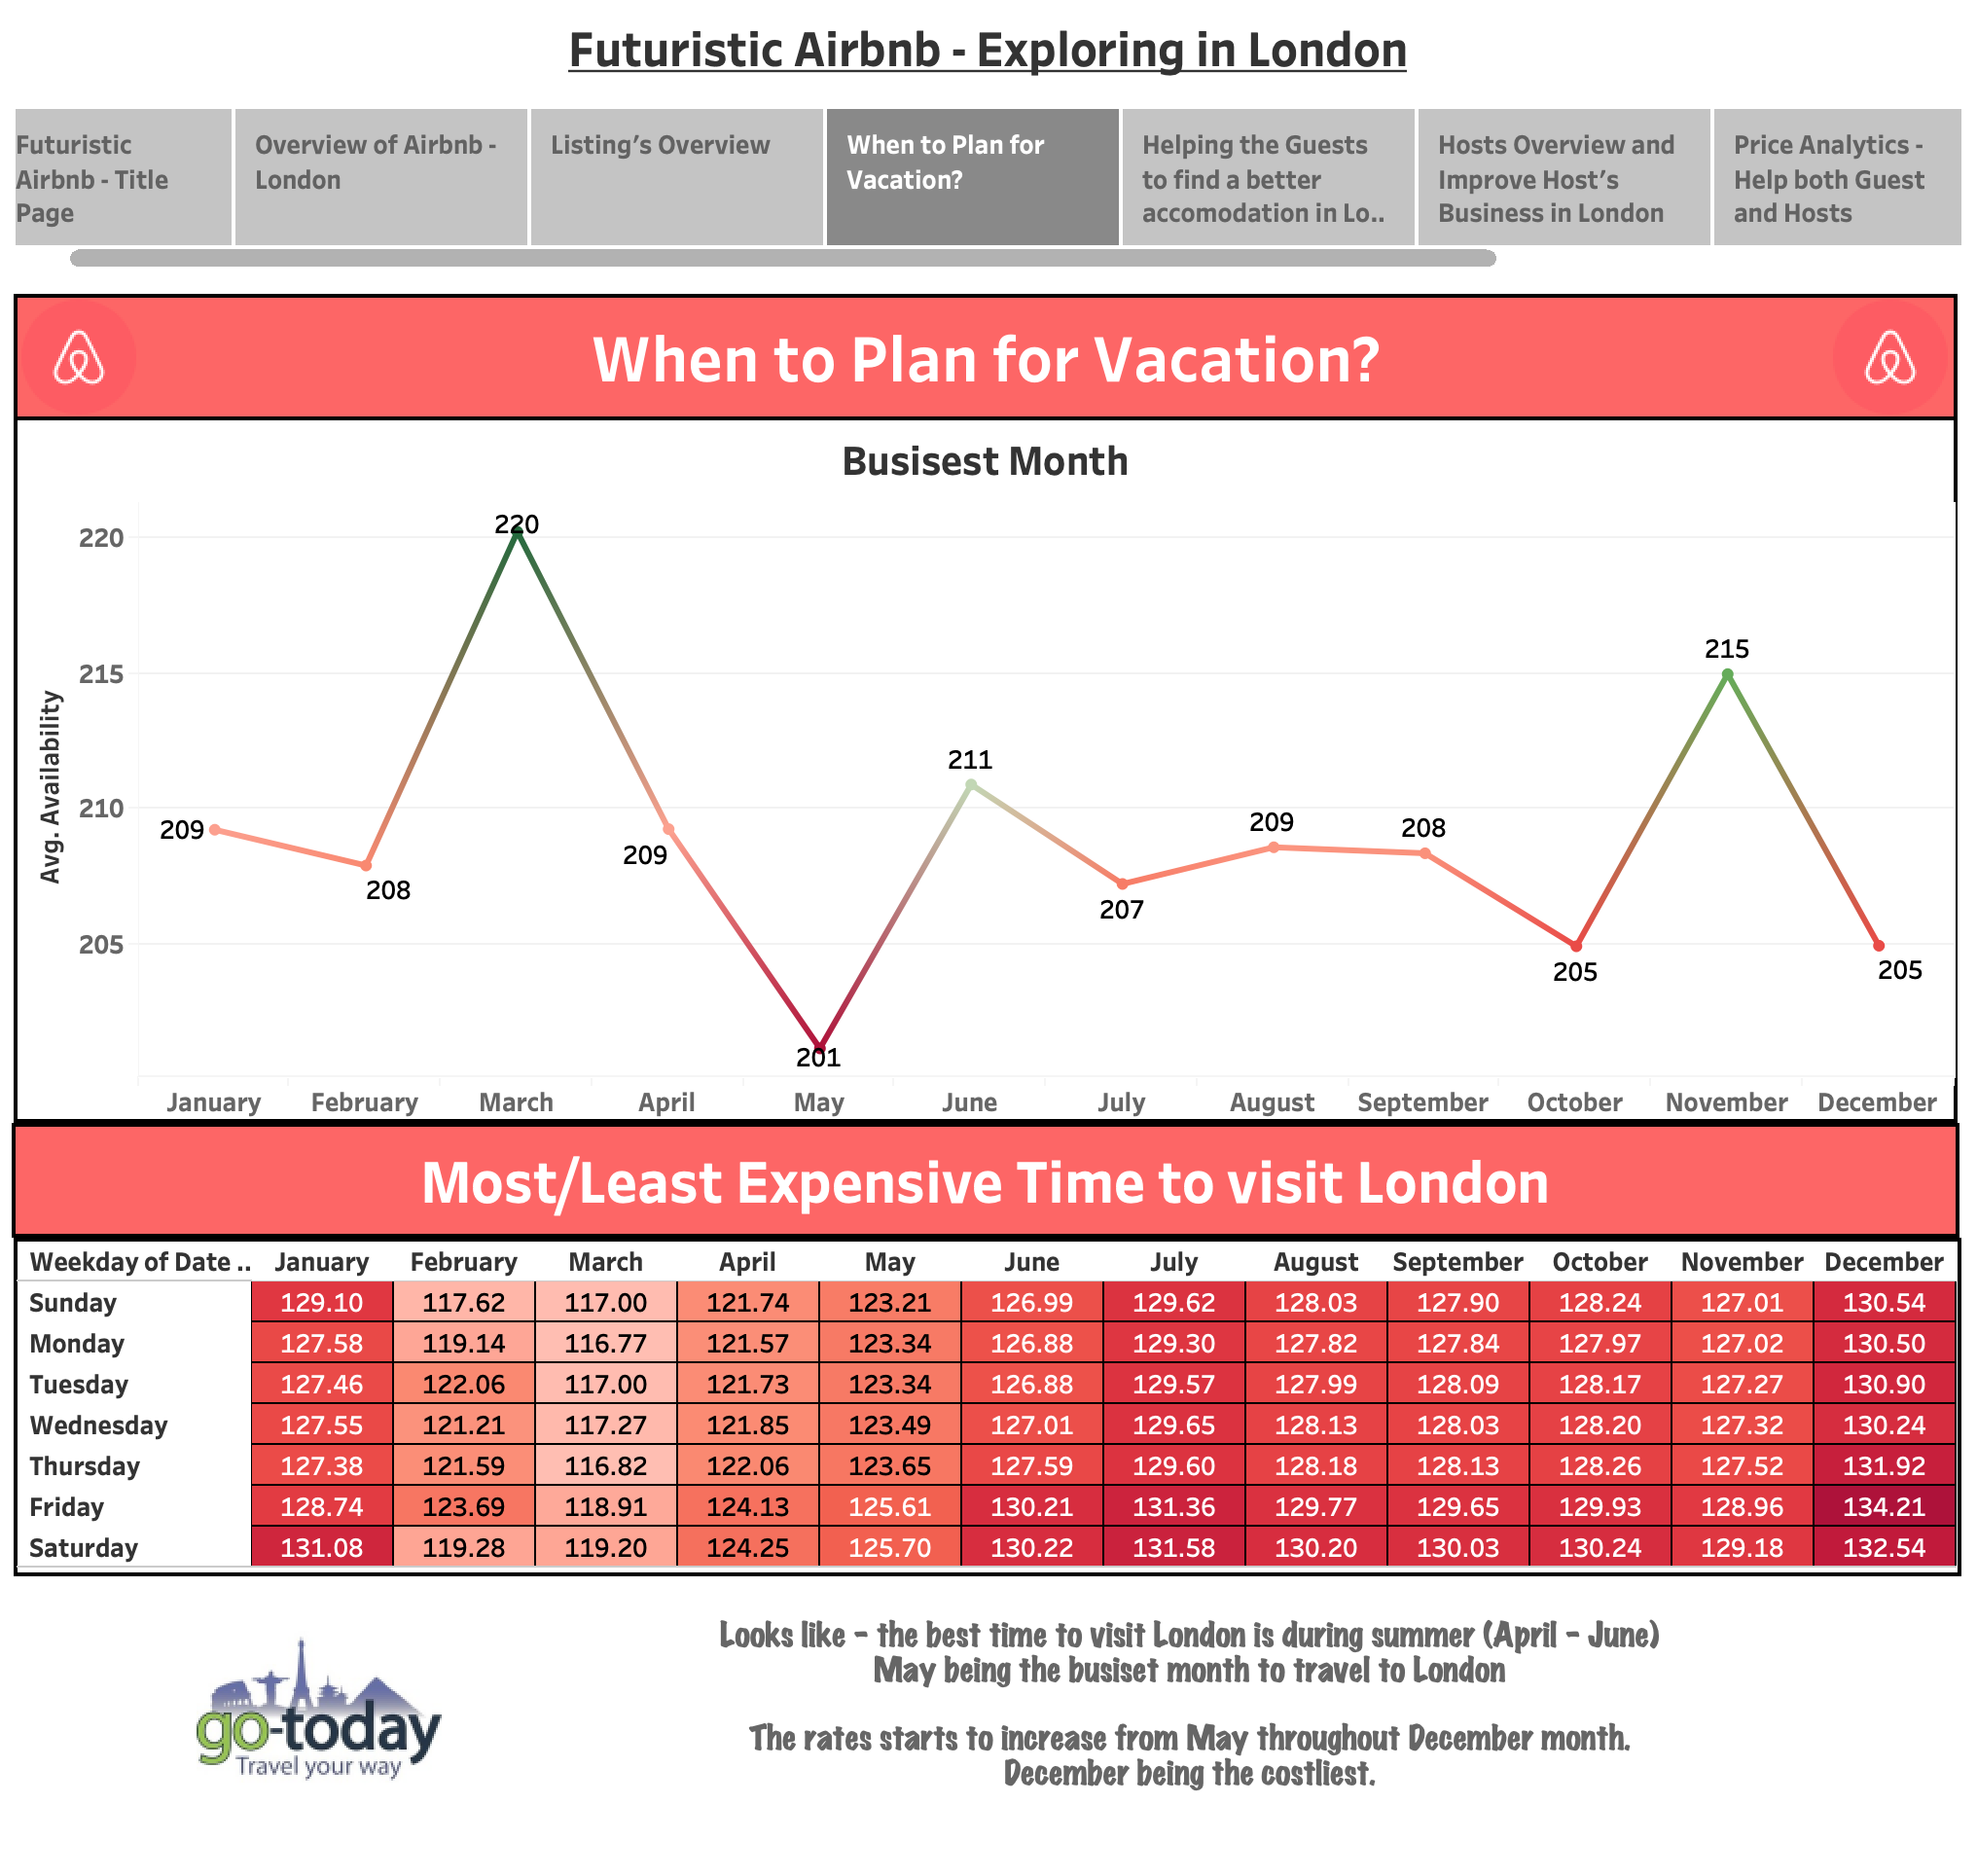 Futuristic Airbnb - Exploring in London
Futuristic
Airbnb - Title
Page
Overview of Airbnb -
London
Listing's Overview
When to Plan for
Vacation?
Helping the Guests
to find a better
accomodation in Lo..
Hosts Overview and
Improve Host's
Business in London
Price Analytics -
Help both Guest
and Hosts
When to Plan for Vacation?
Busisest Month
Avg. Availability
220
215
210
205
209
208
220
209
201
211
207
209
208
205
215
205
January February March April May June July August September October November December
Most/Least Expensive Time to visit London
Weekday of Date .. January February March April May June July August September October November December
Sunday 129.10 117.62 117.00 121.74 123.21 126.99 129.62 128.03 127.90 128.24 127.01 130.54
Monday 127.58 119.14 116.77 121.57 123.34 126.88 129.30 127.82 127.84 127.97 127.02 130.50
Tuesday 127.46 122.06 117.00 121.73 123.34 126.88 129.57 127.99 128.09 128.17 127.27 130.90
Wednesday 127.55 121.21 117.27 121.85 123.49 127.01 129.65 128.13 128.03 128.20 127.32 130.24
Thursday 127.38 121.59 116.82 122.06 123.65 127.59 129.60 128.18 128.13 128.26 127.52 131.92
Friday 128.74 123.69 118.91 124.13 125.61 130.21 131.36 129.77 129.65 129.93 128.96 134.21
Saturday 131.08 119.28 119.20 124.25 125.70 130.22 131.58 130.20 130.03 130.24 129.18 132.54
go-today
Travel your way
Looks like - the best time to visit London is during summer (April - June)
May being the busiset month to travel to London
The rates starts to increase from May throughout December month.
December being the costliest.